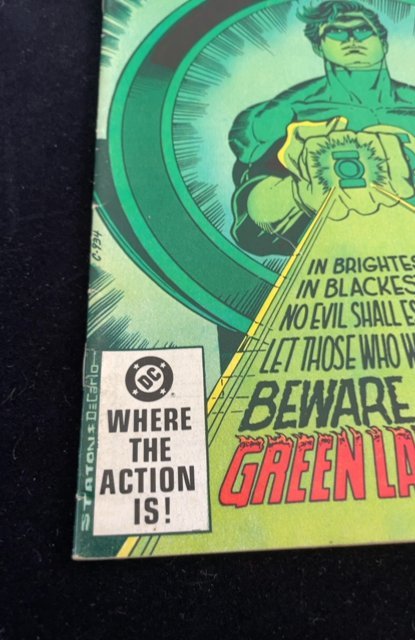 IN BRIGHTES
IN BLACKES
NO EVIL SHALL ES
LET THOSE WHO W
BEWARE
GREEN LA
C-934
STATON & DeCarlo
DC
WHERE
THE
ACTION
IS!